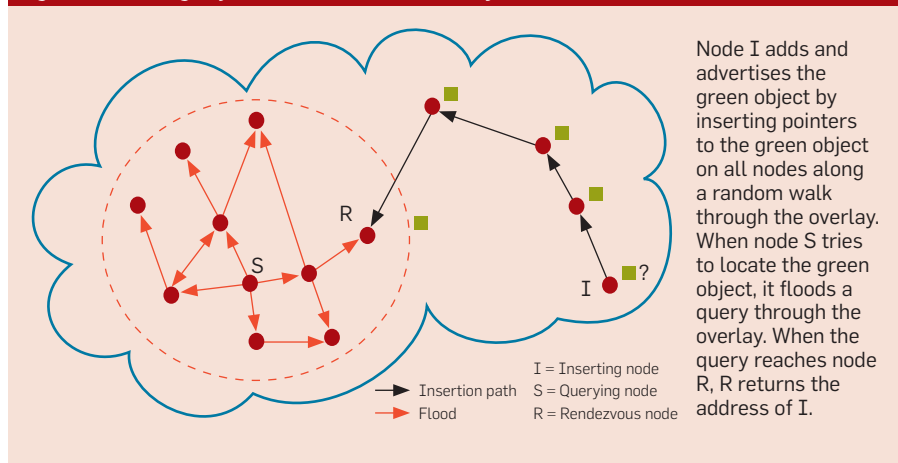 Node I adds and
advertises the
green object by
inserting pointers
to the green object
on all nodes along
a random walk
through the overlay.
When node S tries
to locate the green
object, it floods a
query through the
overlay. When the
query reaches node
R, R returns the
address of I.
R
S
I
?
Insertion path
Flood
I = Inserting node
S = Querying node
R = Rendezvous node